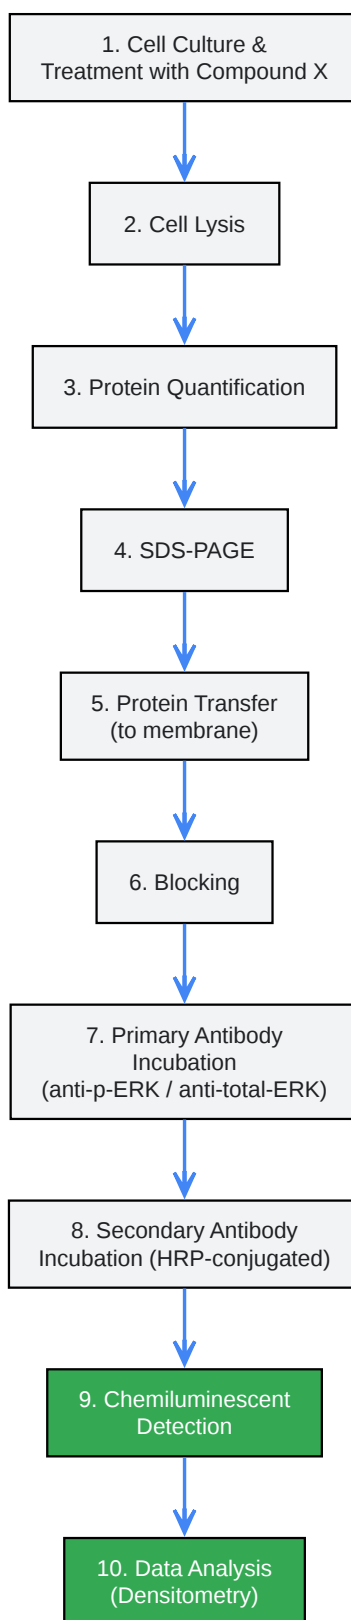 1. Cell Culture &
Treatment with Compound X
2. Cell Lysis
3. Protein Quantification
4. SDS-PAGE
5. Protein Transfer
(to membrane)
6. Blocking
7. Primary Antibody
Incubation
(anti-p-ERK / anti-total-ERK)
8. Secondary Antibody
Incubation (HRP-conjugated)
9. Chemiluminescent
Detection
10. Data Analysis
(Densitometry)